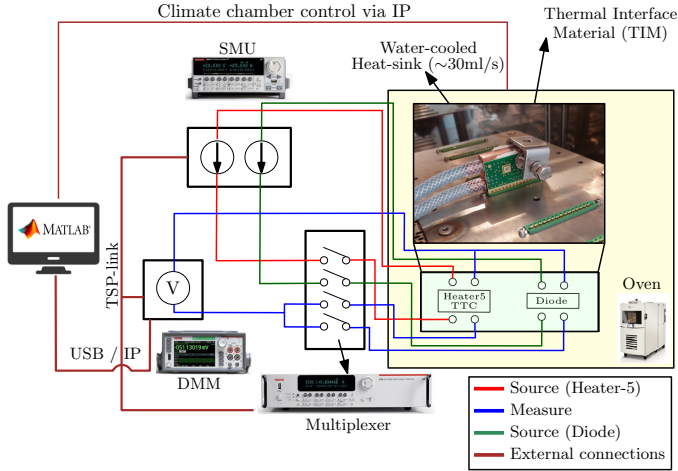 Climate chamber control via IP
Thermal Interface
Material (TIM)
SMU
Water-cooled
Heat-sink (~30ml/s)
MATLAB
TSP-link
V
Heater5
TTC
Diode
Oven
USB / IP
DMM
Multiplexer
Source (Heater-5)
Measure
Source (Diode)
External connections